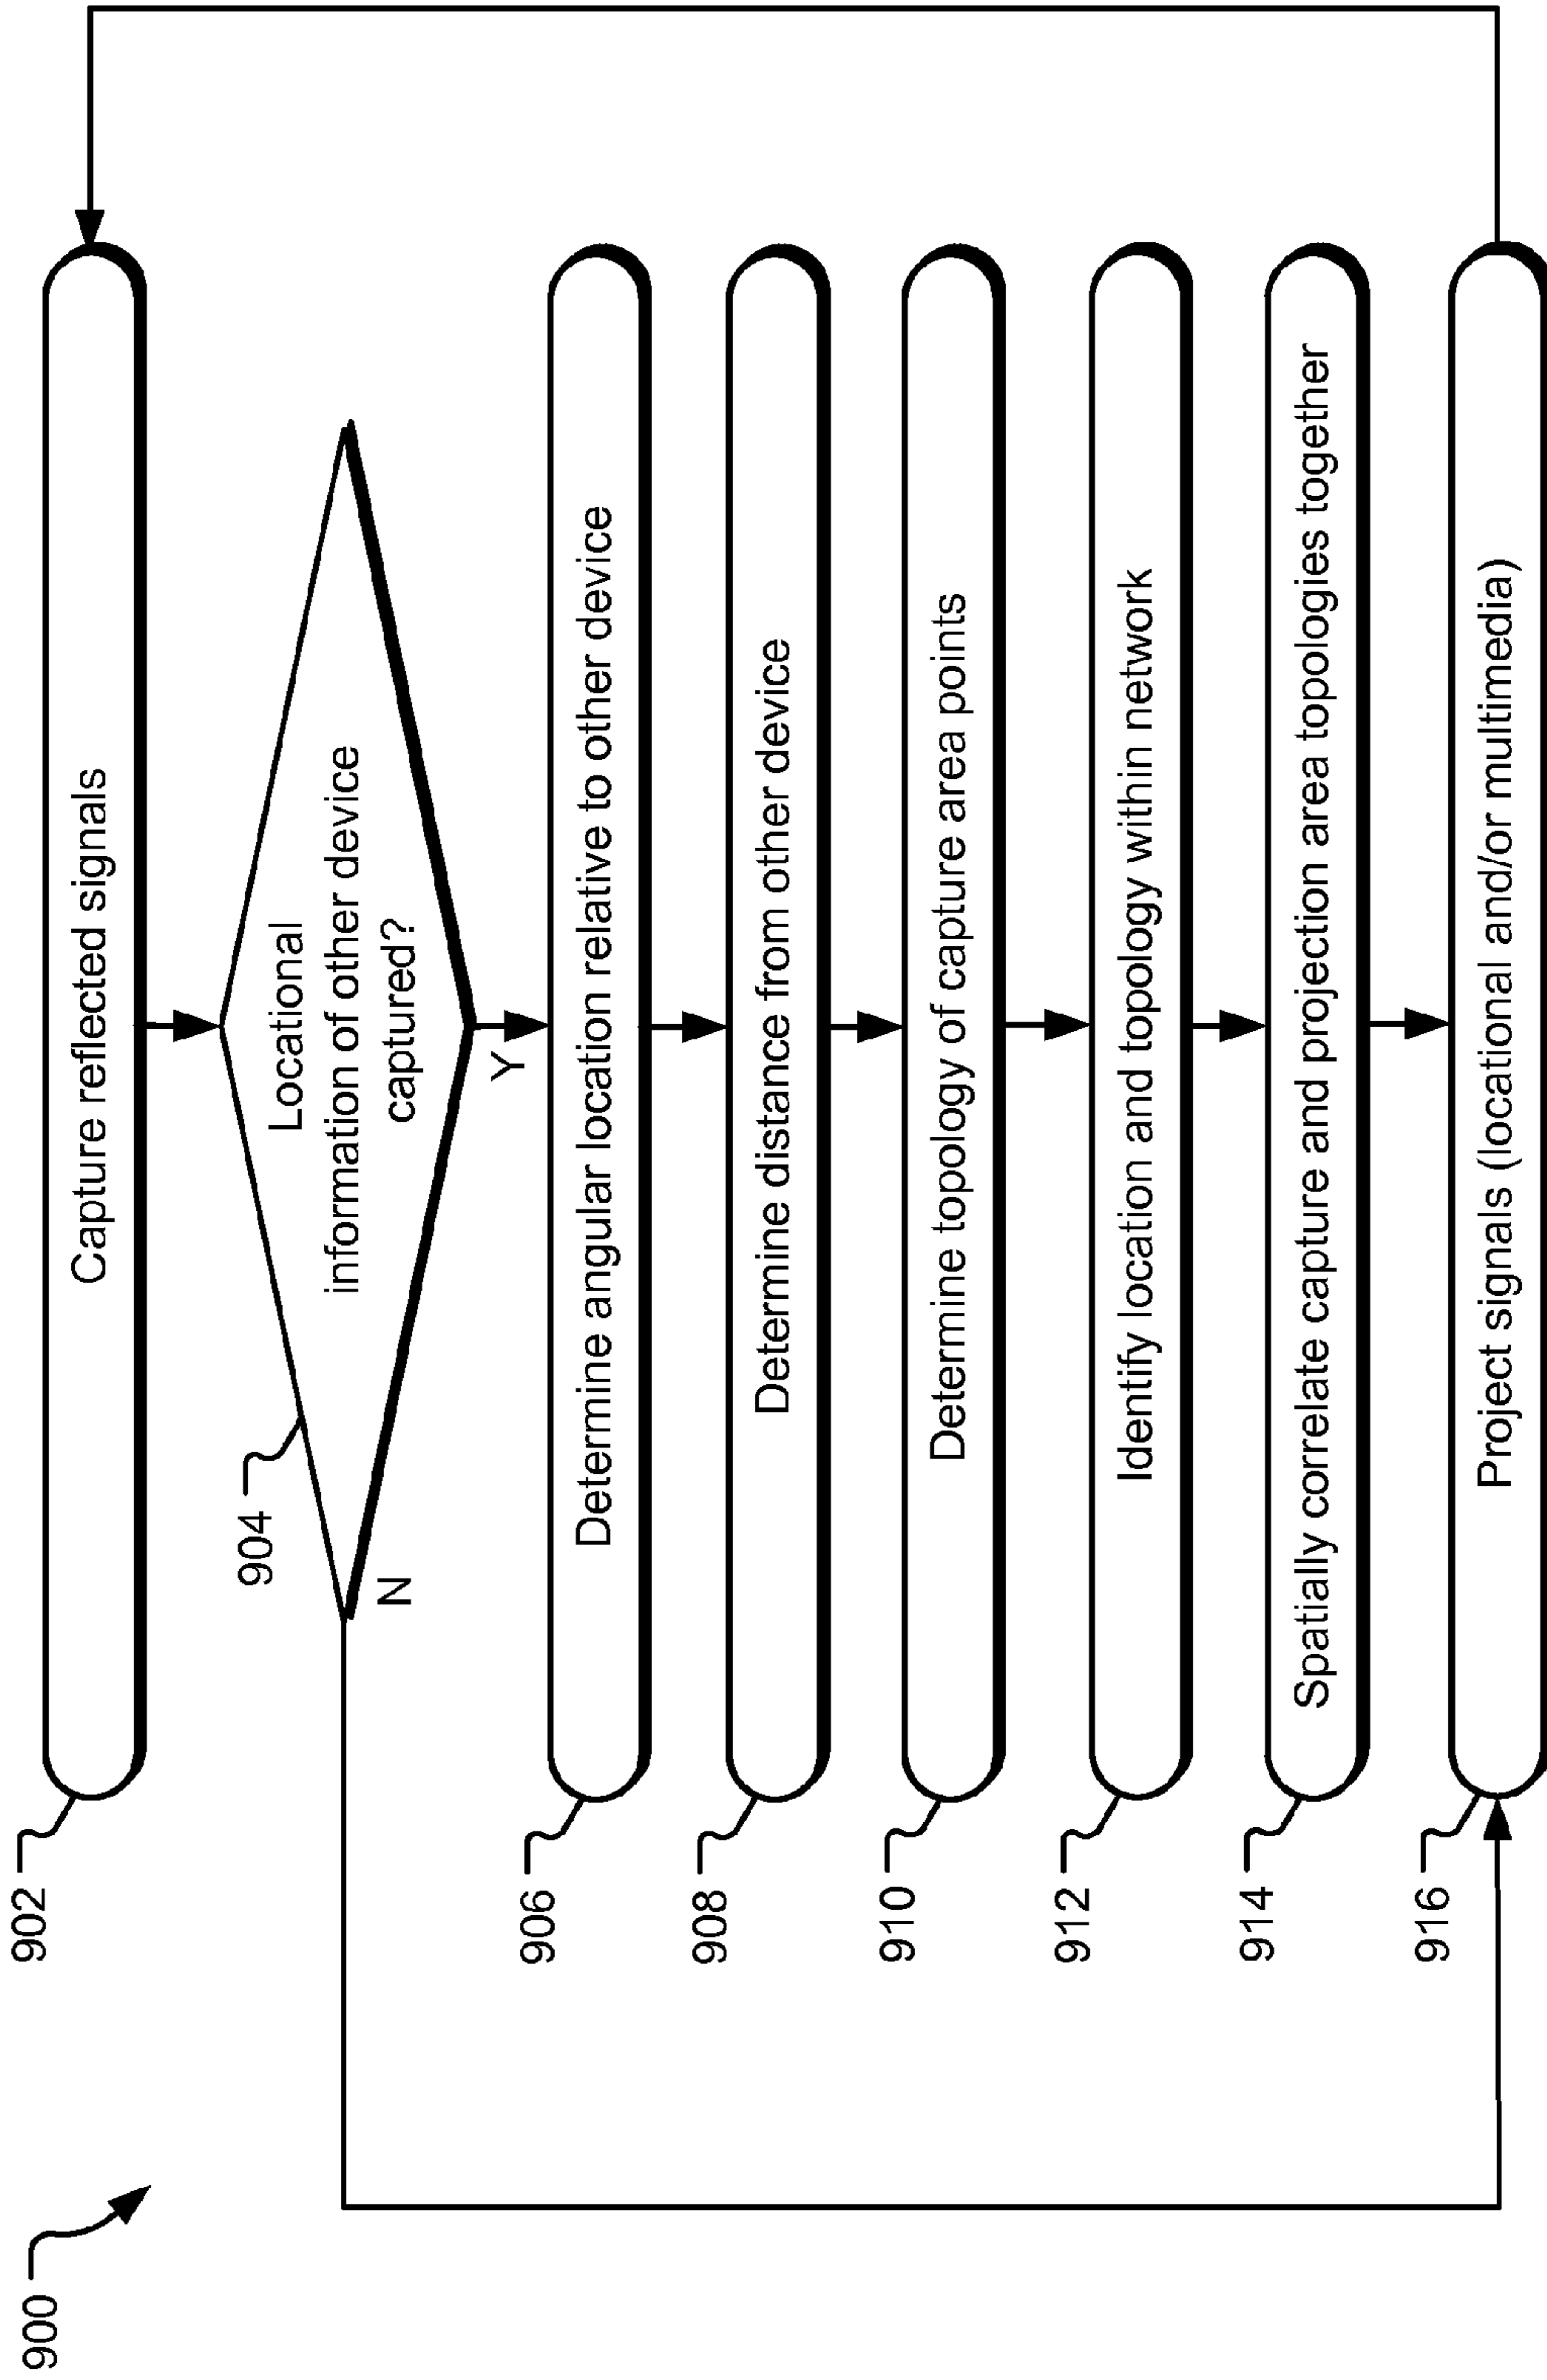 900
902
Capture reflected signals
904
Locational
information of other device
captured?
N
Y
906
Determine angular location relative to other device
908
Determine distance from other device
910
Determine topology of capture area points
912
Identify location and topology within network
914
Spatially correlate capture and projection area topologies together
916
Project signals (locational and/or multimedia)